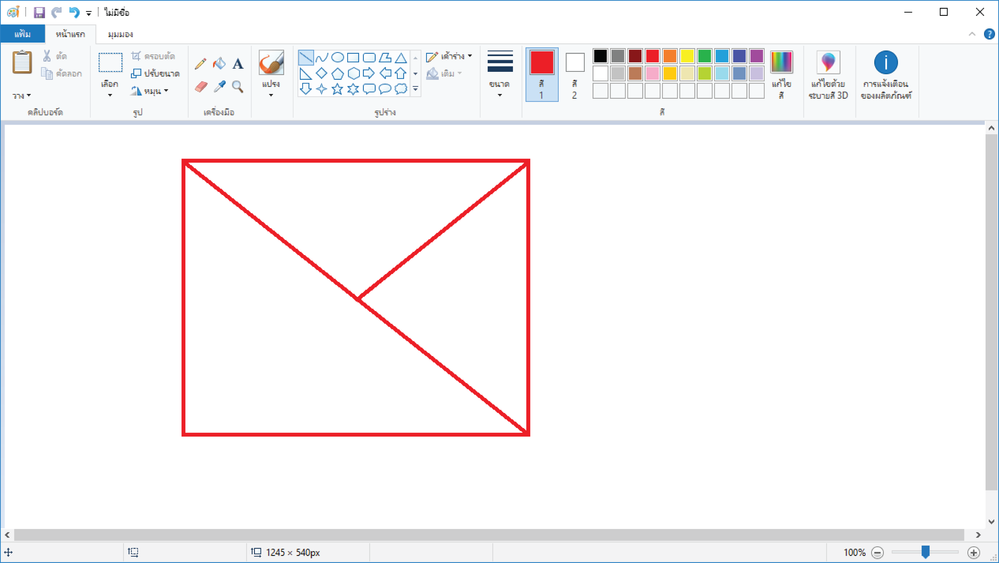 ไม่มีชื่อ
แฟ้ม หน้าแรก มุมมอง
ตัด
คัดลอก
วาง
คลิปบอร์ด
เลือก
ครอบตัด
ปรับขนาด
หมุน
รูป
A
เครื่องมือ
แปรง
เค้าร่าง
เติม
รูปร่าง
ขนาด
สี
1
สี
2
แก้ไข
สี
สี
แก้ไขด้วย
ระบายสี 3D
การแจ้งเตือน
ของผลิตภัณฑ์
1245 × 540px
100%